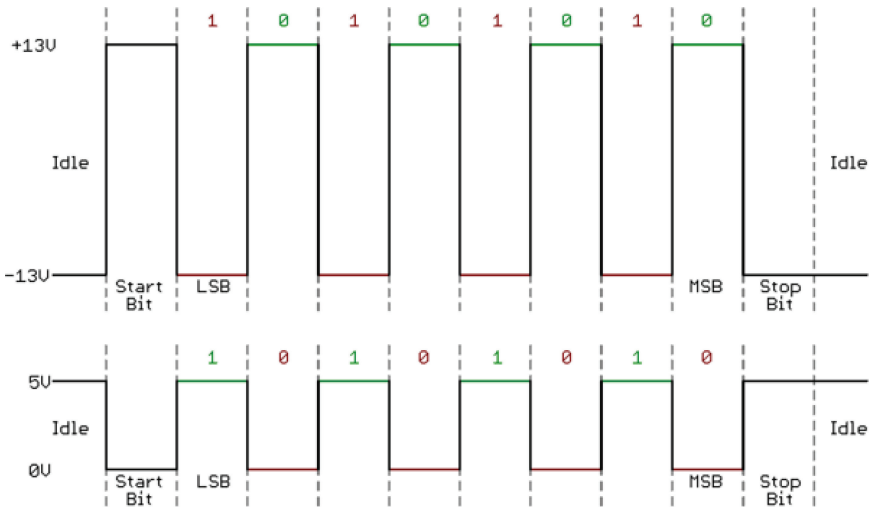 1 0 1 0 1 0 1 0
+13V
Idle Idle
-13V
Start Bit LSB MSB Stop Bit
1 0 1 0 1 0 1 0
5V
Idle Idle
0V
Start Bit LSB MSB Stop Bit